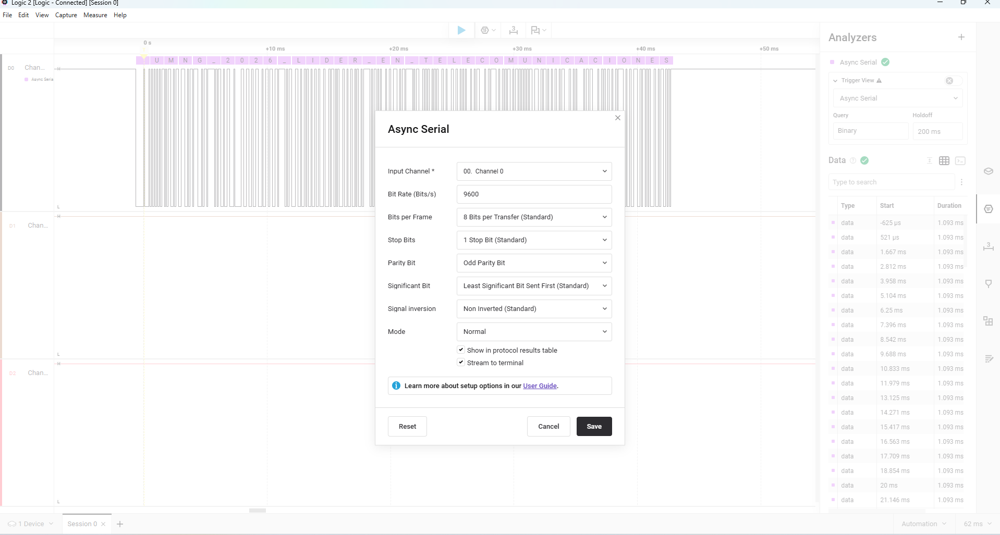 Logic 2 [Logic - Connected] [Session 0]
File Edit View Capture Measure Help
0 s
+10 ms +20 ms +30 ms +40 ms +50 ms
U M N G _ 2 0 2 6 _ L I D E R _ E N _ T E L E C O M U N I C A C I O N E S
D0 Chan...
Async Seria
H
L
D1 Chan...
H
L
D2 Chan...
H
L
Async Serial
Input Channel * 00. Channel 0
Bit Rate (Bits/s) 9600
Bits per Frame 8 Bits per Transfer (Standard)
Stop Bits 1 Stop Bit (Standard)
Parity Bit Odd Parity Bit
Significant Bit Least Significant Bit Sent First (Standard)
Signal inversion Non Inverted (Standard)
Mode Normal
Show in protocol results table
Stream to terminal
Learn more about setup options in our User Guide.
Reset Cancel Save
Analyzers
Async Serial
Trigger View
Async Serial
Query Holdoff
Binary 200 ms
Data
Type to search
Type Start Duration
data -625 µs 1.093 ms
data 521 µs 1.093 ms
data 1.667 ms 1.093 ms
data 2.812 ms 1.093 ms
data 3.958 ms 1.093 ms
data 5.104 ms 1.093 ms
data 6.25 ms 1.093 ms
data 7.396 ms 1.093 ms
data 8.542 ms 1.093 ms
data 9.688 ms 1.093 ms
data 10.833 ms 1.093 ms
data 11.979 ms 1.093 ms
data 13.125 ms 1.093 ms
data 14.271 ms 1.093 ms
data 15.417 ms 1.093 ms
data 16.563 ms 1.093 ms
data 17.709 ms 1.093 ms
data 18.854 ms 1.093 ms
data 20 ms 1.093 ms
data 21.146 ms 1.093 ms
1 Device Session 0 Automation 62 ms